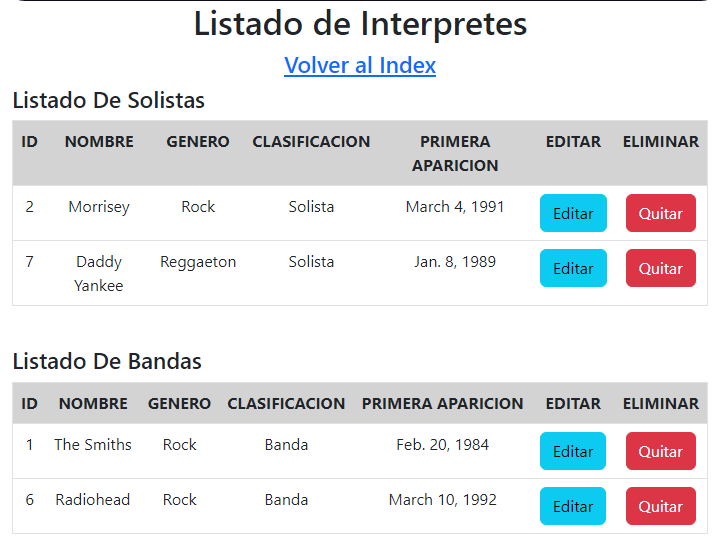 Listado de Interpretes
Volver al Index
Listado De Solistas
ID NOMBRE GENERO CLASIFICACION PRIMERA APARICION EDITAR ELIMINAR
2 Morrisey Rock Solista March 4, 1991 Editar Quitar
7 Daddy Yankee Reggaeton Solista Jan. 8, 1989 Editar Quitar
Listado De Bandas
ID NOMBRE GENERO CLASIFICACION PRIMERA APARICION EDITAR ELIMINAR
1 The Smiths Rock Banda Feb. 20, 1984 Editar Quitar
6 Radiohead Rock Banda March 10, 1992 Editar Quitar